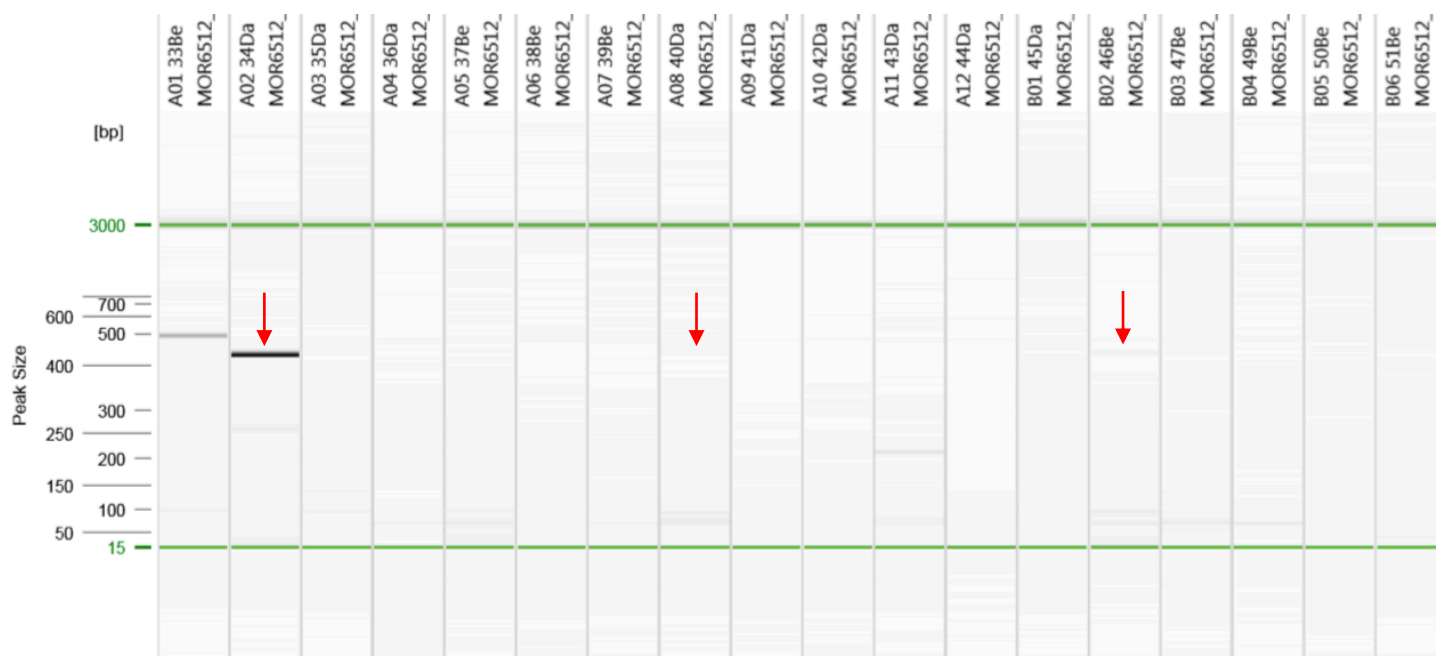 A01 33Be
MOR6512_
A02 34Da
MOR6512_
A03 35Da
MOR6512_
A04 36Da
MOR6512_
A05 37Be
MOR6512_
A06 38Be
MOR6512_
A07 39Be
MOR6512_
A08 40Da
MOR6512_
A09 41Da
MOR6512_
A10 42Da
MOR6512_
A11 43Da
MOR6512_
A12 44Da
MOR6512_
B01 45Da
MOR6512_
B02 46Be
MOR6512_
B03 47Be
MOR6512_
B04 49Be
MOR6512_
B05 50Be
MOR6512_
B06 51Be
MOR6512_
[bp]
3000
700
600
500
400
300
250
200
150
100
50
15
Peak Size